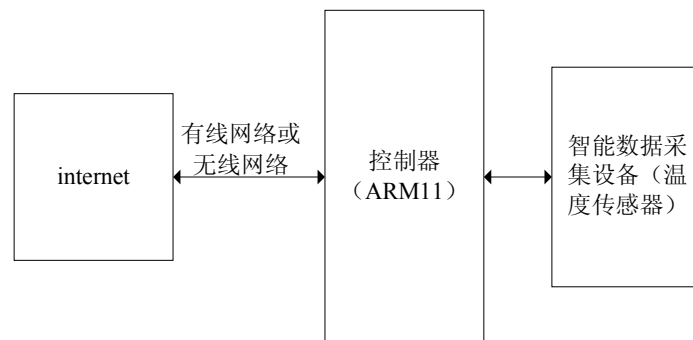 internet
有线网络或
无线网络
控制器
（ARM11）
智能数据采
集设备（温
度传感器）